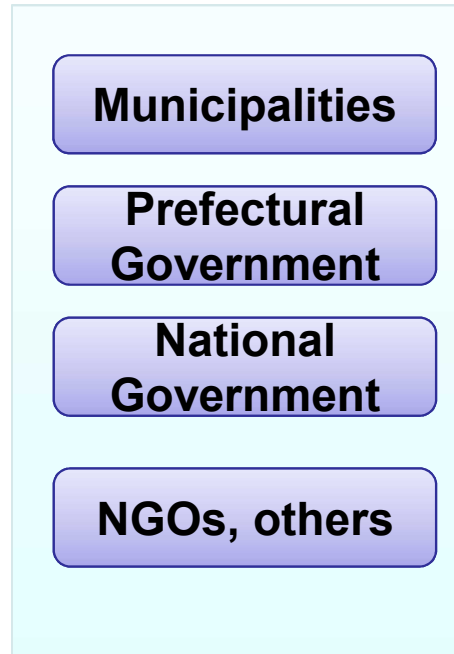 Municipalities
Prefectural
Government
National
Government
NGOs, others